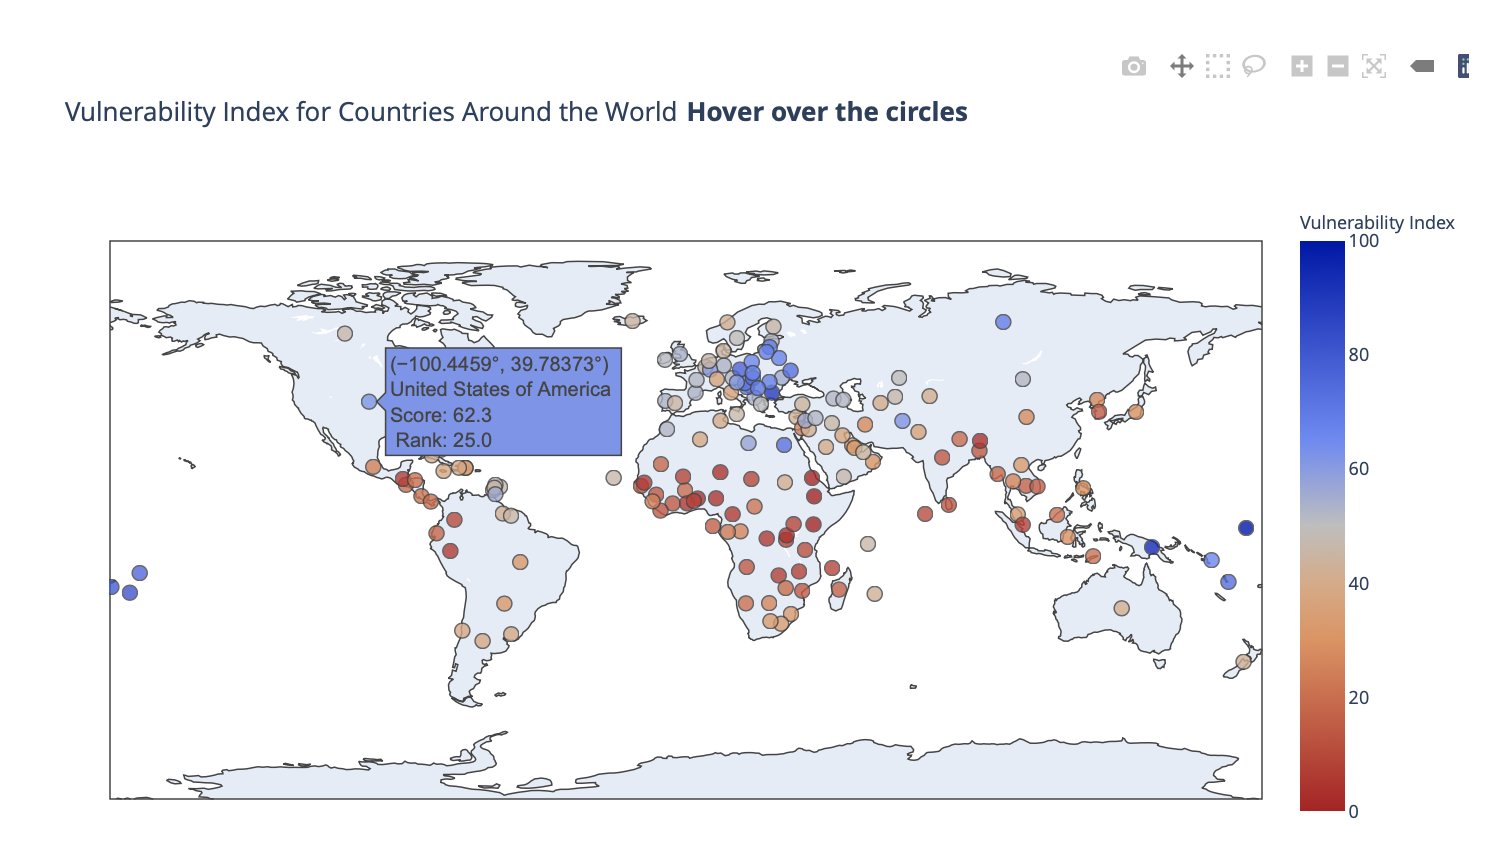 Vulnerability Index for Countries Around the World Hover over the circles
Vulnerability Index
100
80
60
40
20
0
(−100.4459°, 39.78373°)
United States of America
Score: 62.3
Rank: 25.0